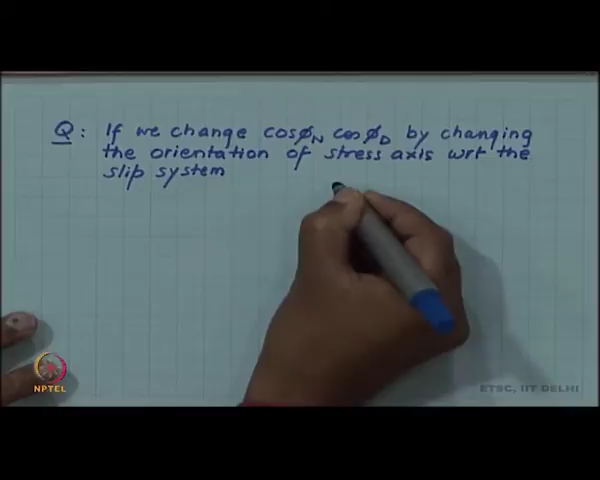 Q: If we change cosϕN cosϕD by changing
the orientation of stress axis wrt the
slip system
NPTEL
ETSC, IIT DELHI